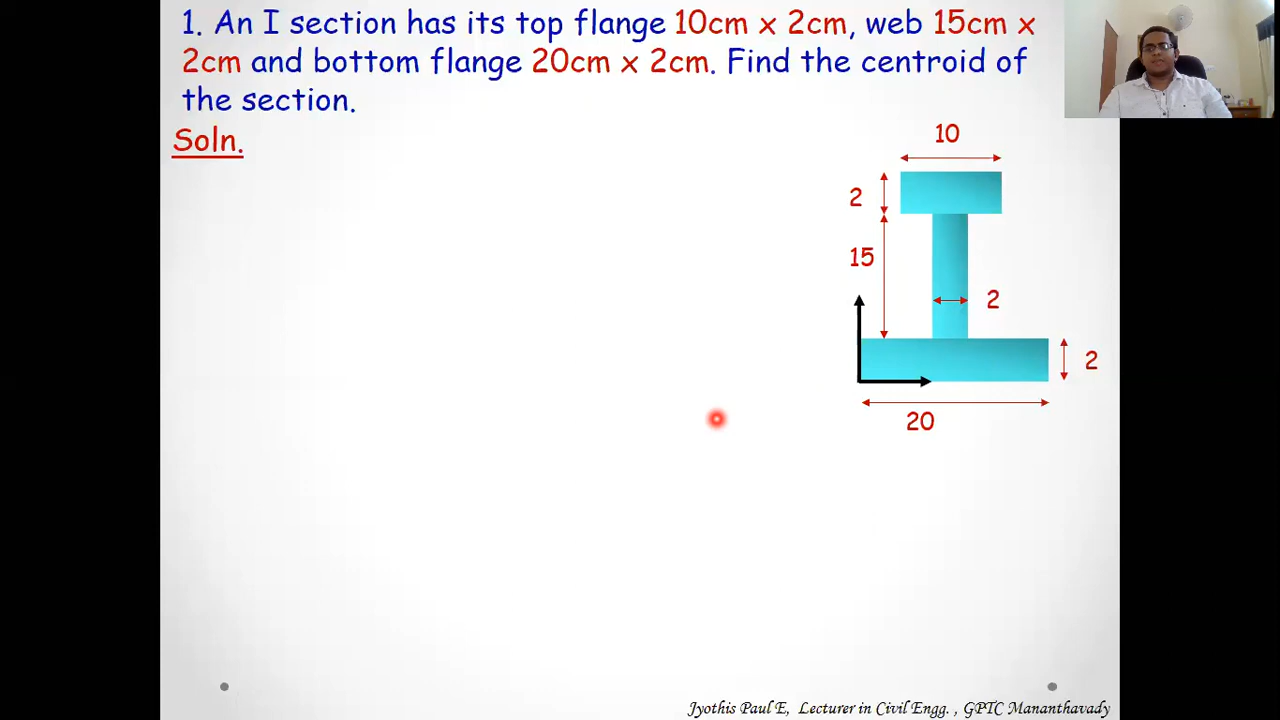 1. An I section has its top flange 10cm x 2cm, web 15cm x
2cm and bottom flange 20cm x 2cm. Find the centroid of
the section.
Soln.
10
2
15
2
2
20
Jyothis Paul E, Lecturer in Civil Engg. , GPTC Mananthavady